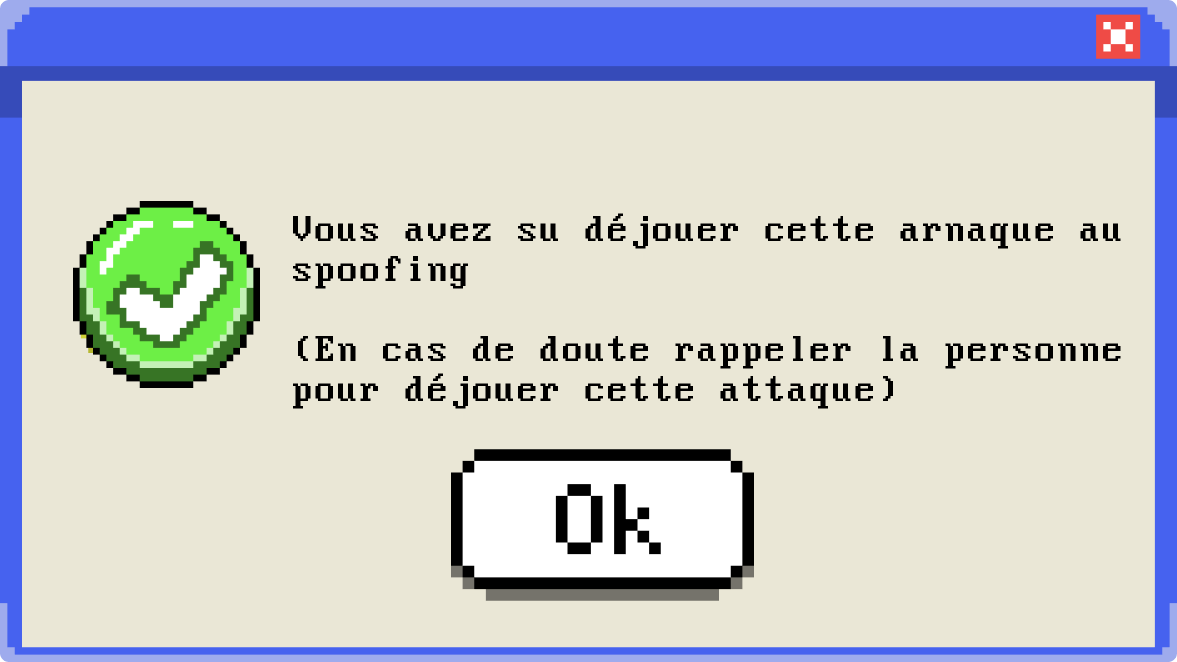 Vous avez su déjouer cette arnaque au
spoofing
(En cas de doute rappeler la personne
pour déjouer cette attaque)
Ok